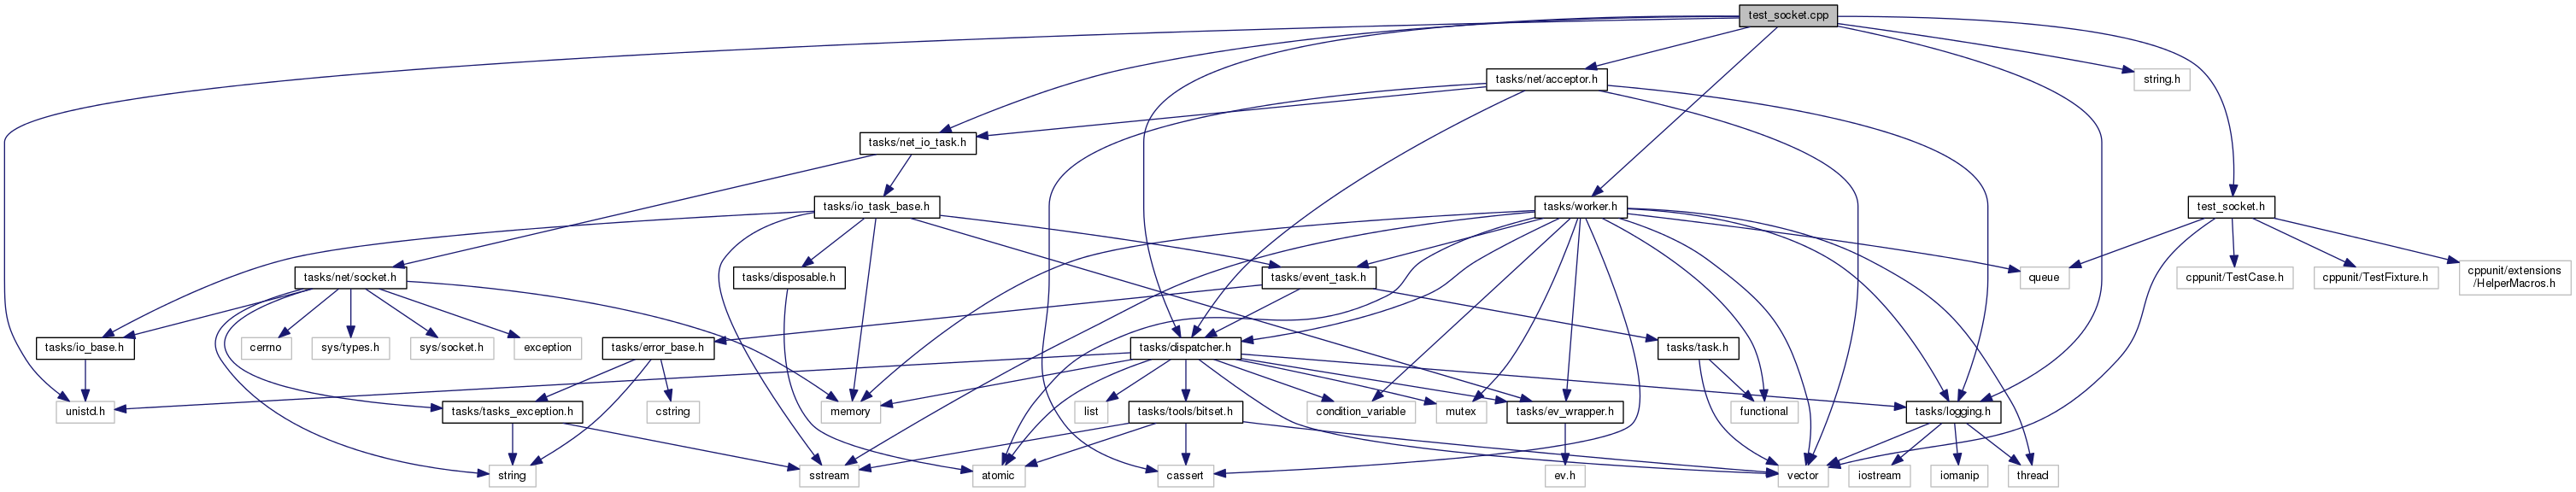 test_socket.cpp
tasks/net/acceptor.h
string.h
tasks/net_io_task.h
tasks/io_task_base.h
tasks/worker.h
test_socket.h
tasks/net/socket.h
tasks/disposable.h
tasks/event_task.h
queue
cppunit/TestCase.h
cppunit/TestFixture.h
cppunit/extensions
/HelperMacros.h
tasks/io_base.h
cerrno
sys/types.h
sys/socket.h
exception
tasks/error_base.h
tasks/dispatcher.h
tasks/task.h
unistd.h
tasks/tasks_exception.h
cstring
memory
list
tasks/tools/bitset.h
condition_variable
mutex
tasks/ev_wrapper.h
functional
tasks/logging.h
string
sstream
atomic
cassert
ev.h
vector
iostream
iomanip
thread